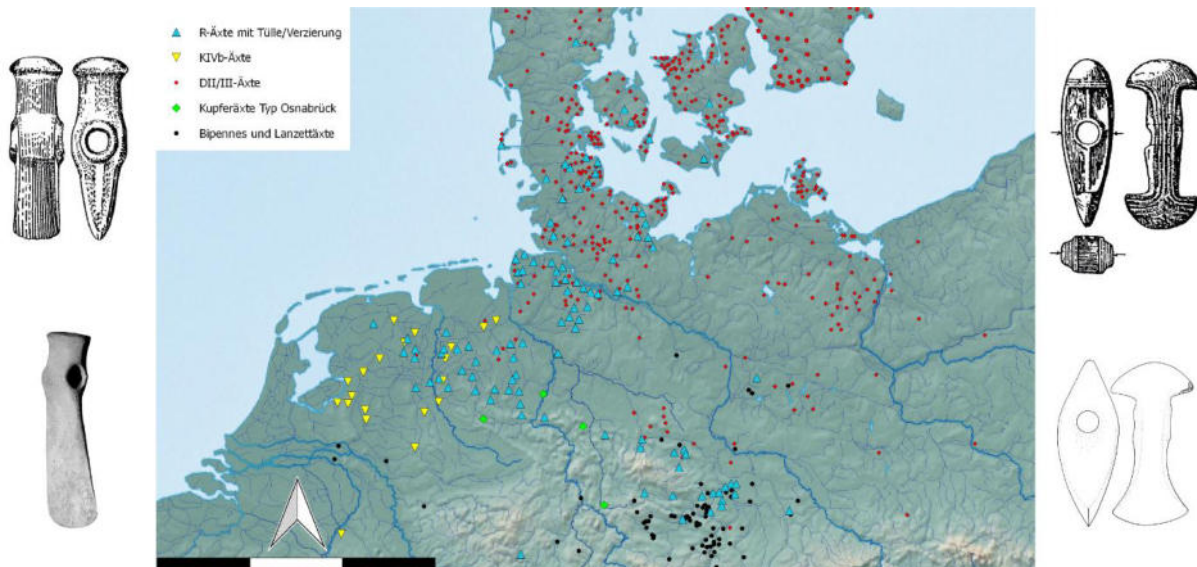 R-Äxte mit Tülle/Verzierung
KIVb-Äxte
DII/III-Äxte
Kupferäxte Typ Osnabrück
Bipennes und Lanzettäxte